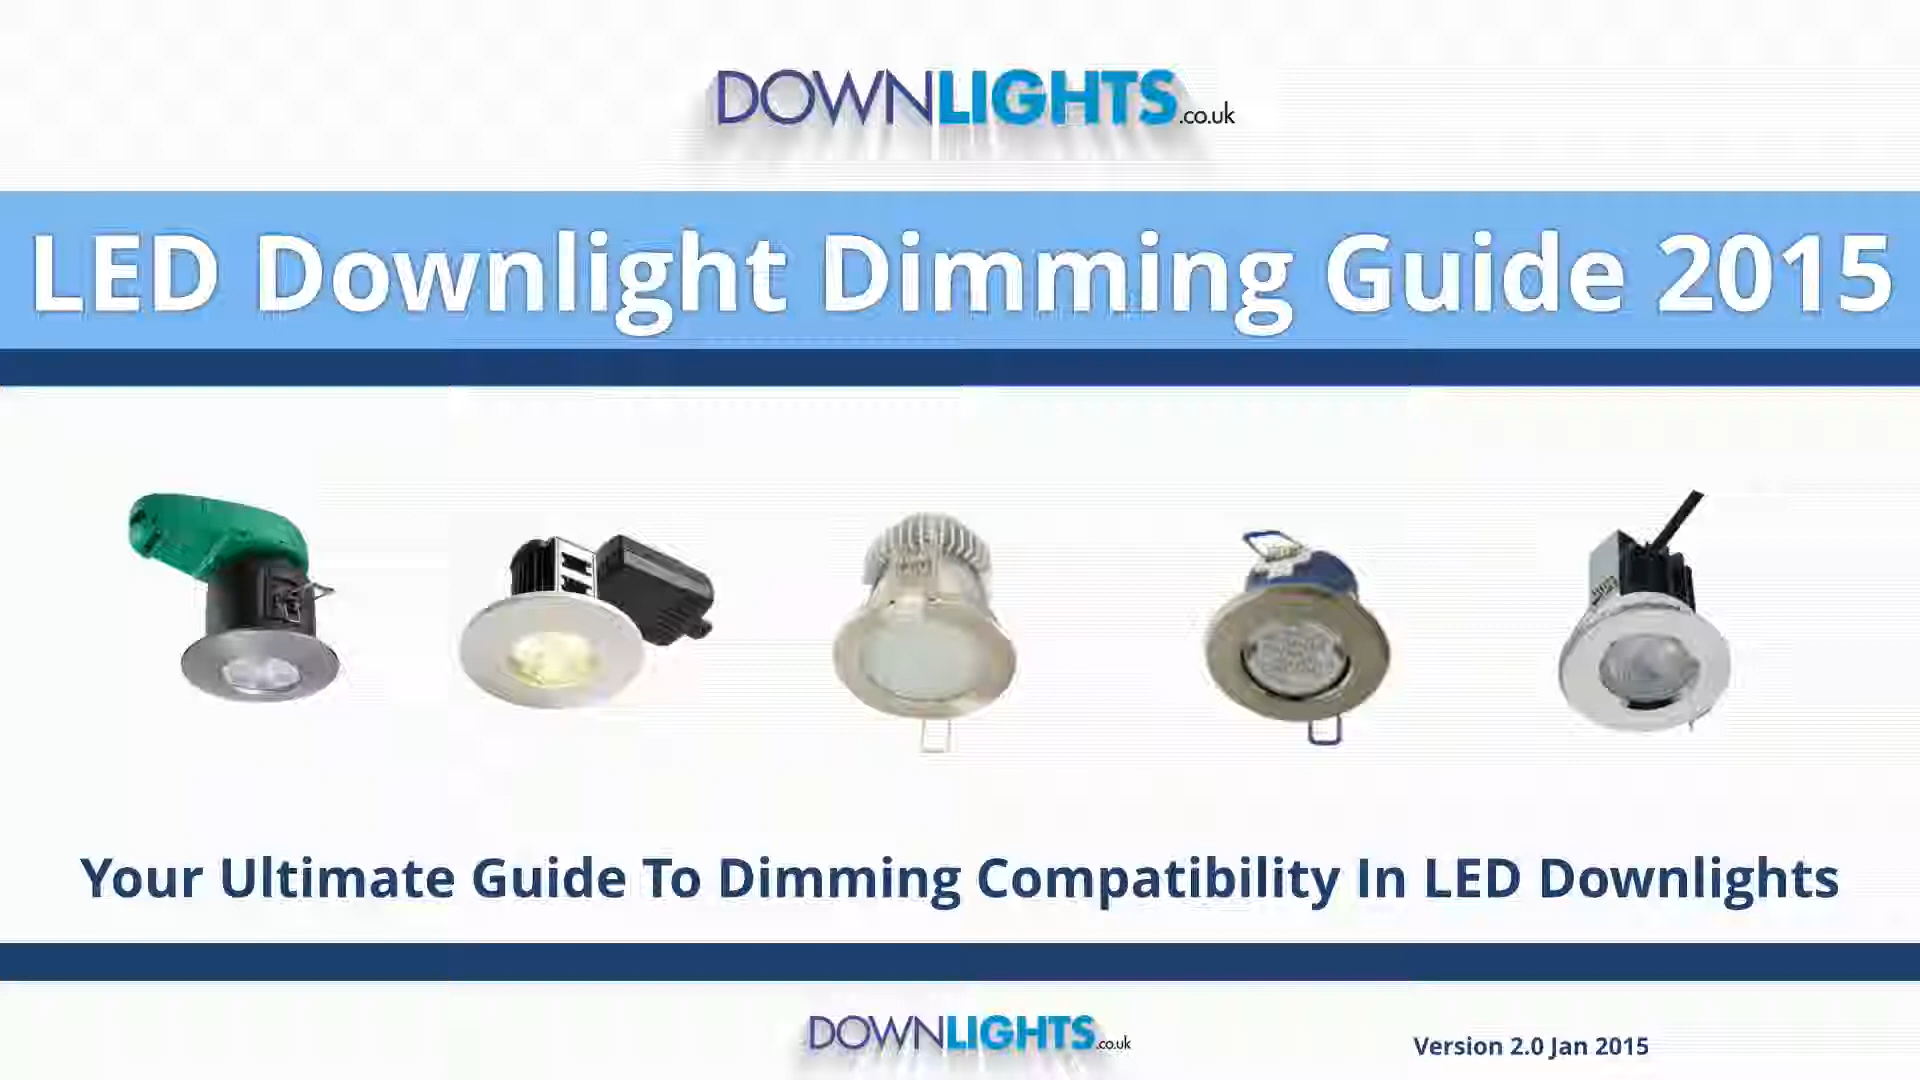 DOWNLIGHTS.co.uk
LED Downlight Dimming Guide 2015
Your Ultimate Guide To Dimming Compatibility In LED Downlights
DOWNLIGHTS.co.uk
Version 2.0 Jan 2015